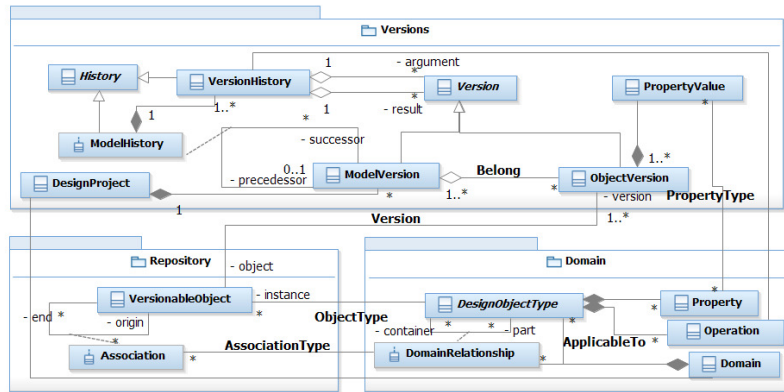 Versions
- argument
1
*
History
VersionHistory
Version
PropertyValue
1
- result
*
1
1..*
*
- successor
ModelHistory
0..1
1..*
- precedessor
ModelVersion
Belong
ObjectVersion
DesignProject
1
*
1..*
*
- version
PropertyType
Version
1..*
Repository
Domain
- object
VersionableObject
- instance
DesignObjectType
Property
*
ObjectType
*
- end
*
- origin
- container
*
*
- part
*
Operation
*
ApplicableTo
*
Association
AssociationType
DomainRelationship
Domain
*
*
*